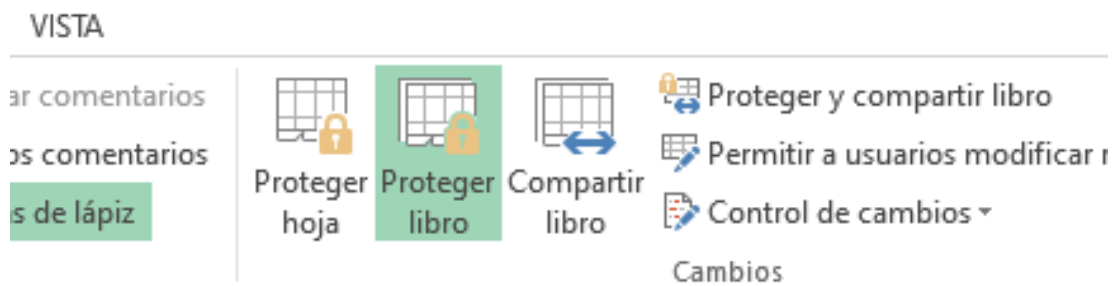 VISTA
ar comentarios
os comentarios
s de lápiz
Proteger
hoja
Proteger
libro
Compartir
libro
Proteger y compartir libro
Permitir a usuarios modificar
Control de cambios
Cambios